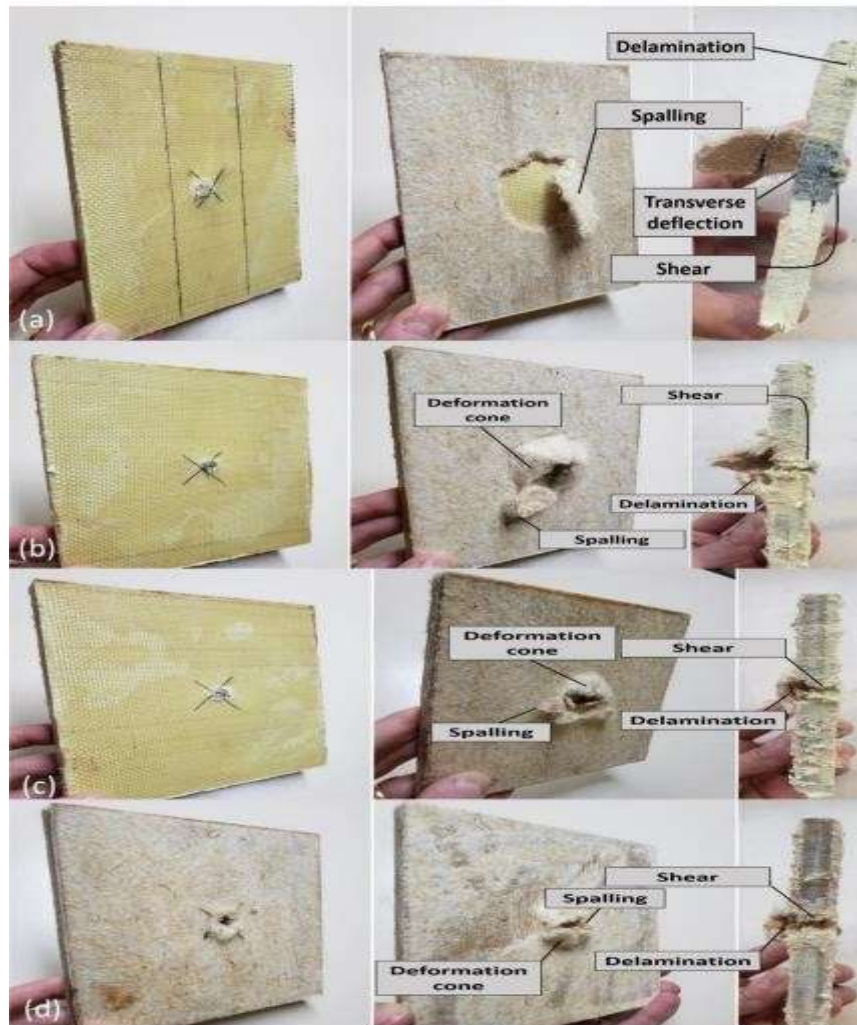 Delamination
Spalling
Transverse
deflection
Shear
(a)
Shear
Deformation
cone
Delamination
Spalling
(b)
Deformation
cone
Shear
Spalling
Delamination
(c)
Shear
Spalling
Delamination
Deformation
cone
(d)